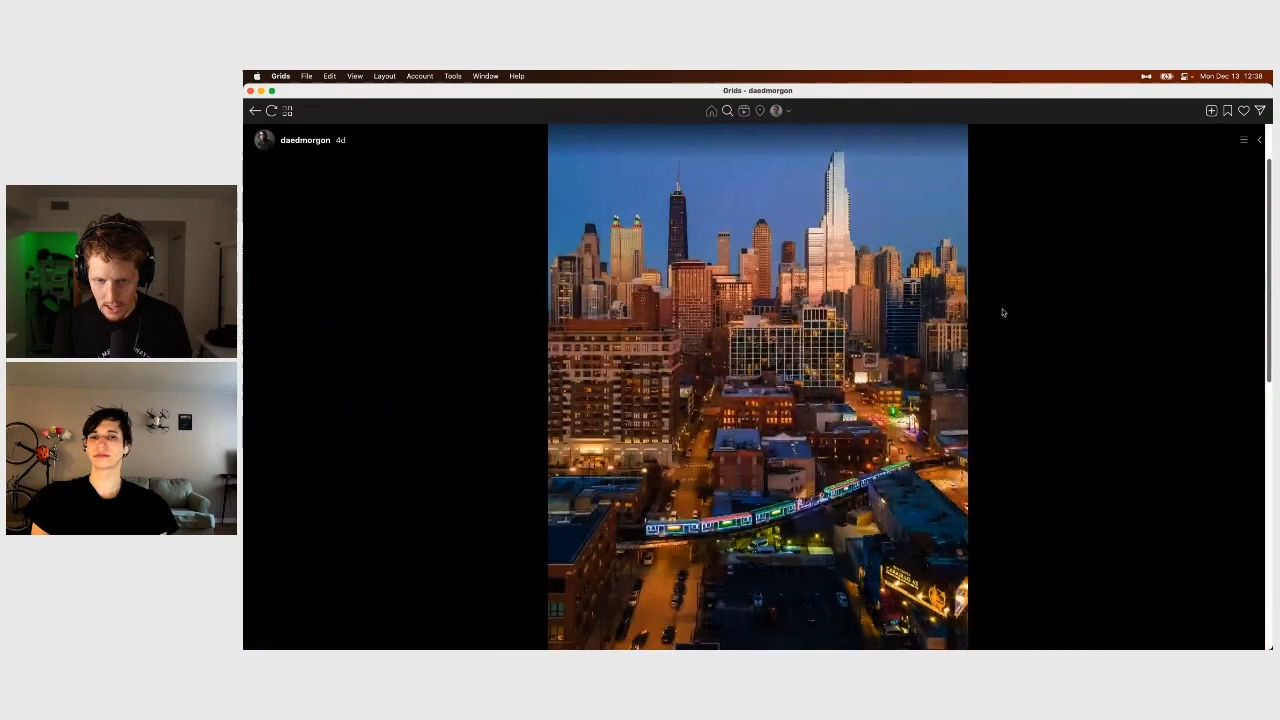 Grids File Edit View Layout Account Tools Window Help
Mon Dec 13 12:38
Grids - daedmorgon
daedmorgon 4d